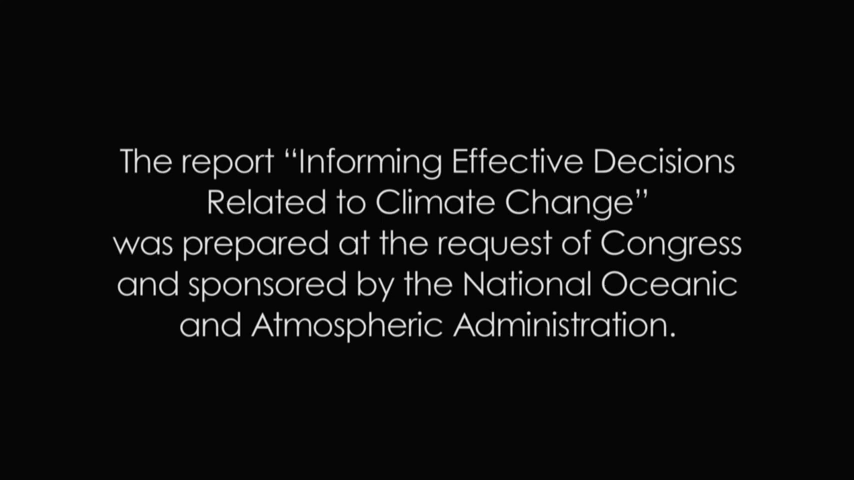 The report “Informing Effective Decisions
Related to Climate Change”
was prepared at the request of Congress
and sponsored by the National Oceanic
and Atmospheric Administration.